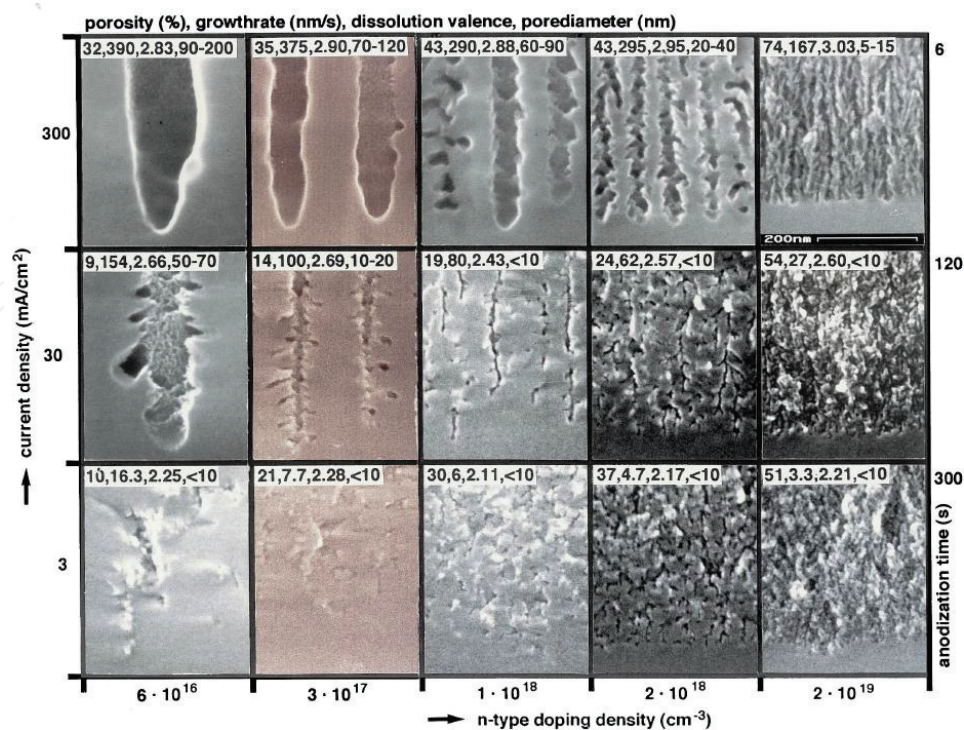 porosity (%), growthrate (nm/s), dissolution valence, porediameter (nm)
32,390,2.83,90-200
35,375,2.90,70-120
43,290,2.88,60-90
43,295,2.95,20-40
74,167,3.03,5-15
6
300
200nm
9,154,2.66,50-70
14,100,2.69,10-20
19,80,2.43,<10
24,62,2.57,<10
54,27,2.60,<10
120
30
10,16.3,2.25,<10
21,7.7,2.28,<10
30,6,2.11,<10
37,4.7,2.17,<10
51,3.3,2.21,<10
300
3
current density (mA/cm²)
anodization time (s)
6 · 10¹⁶
3 · 10¹⁷
1 · 10¹⁸
2 · 10¹⁸
2 · 10¹⁹
n-type doping density (cm⁻³)